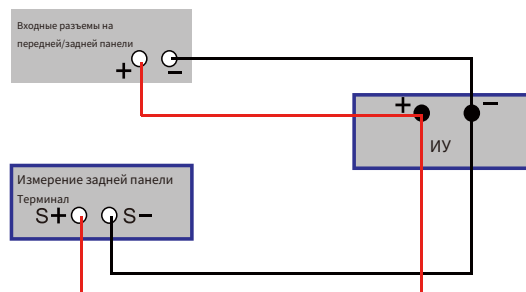 Входные разъемы на
передней/задней панели
+ −
+ −
ИУ
Измерение задней панели
Терминал
S+ S−